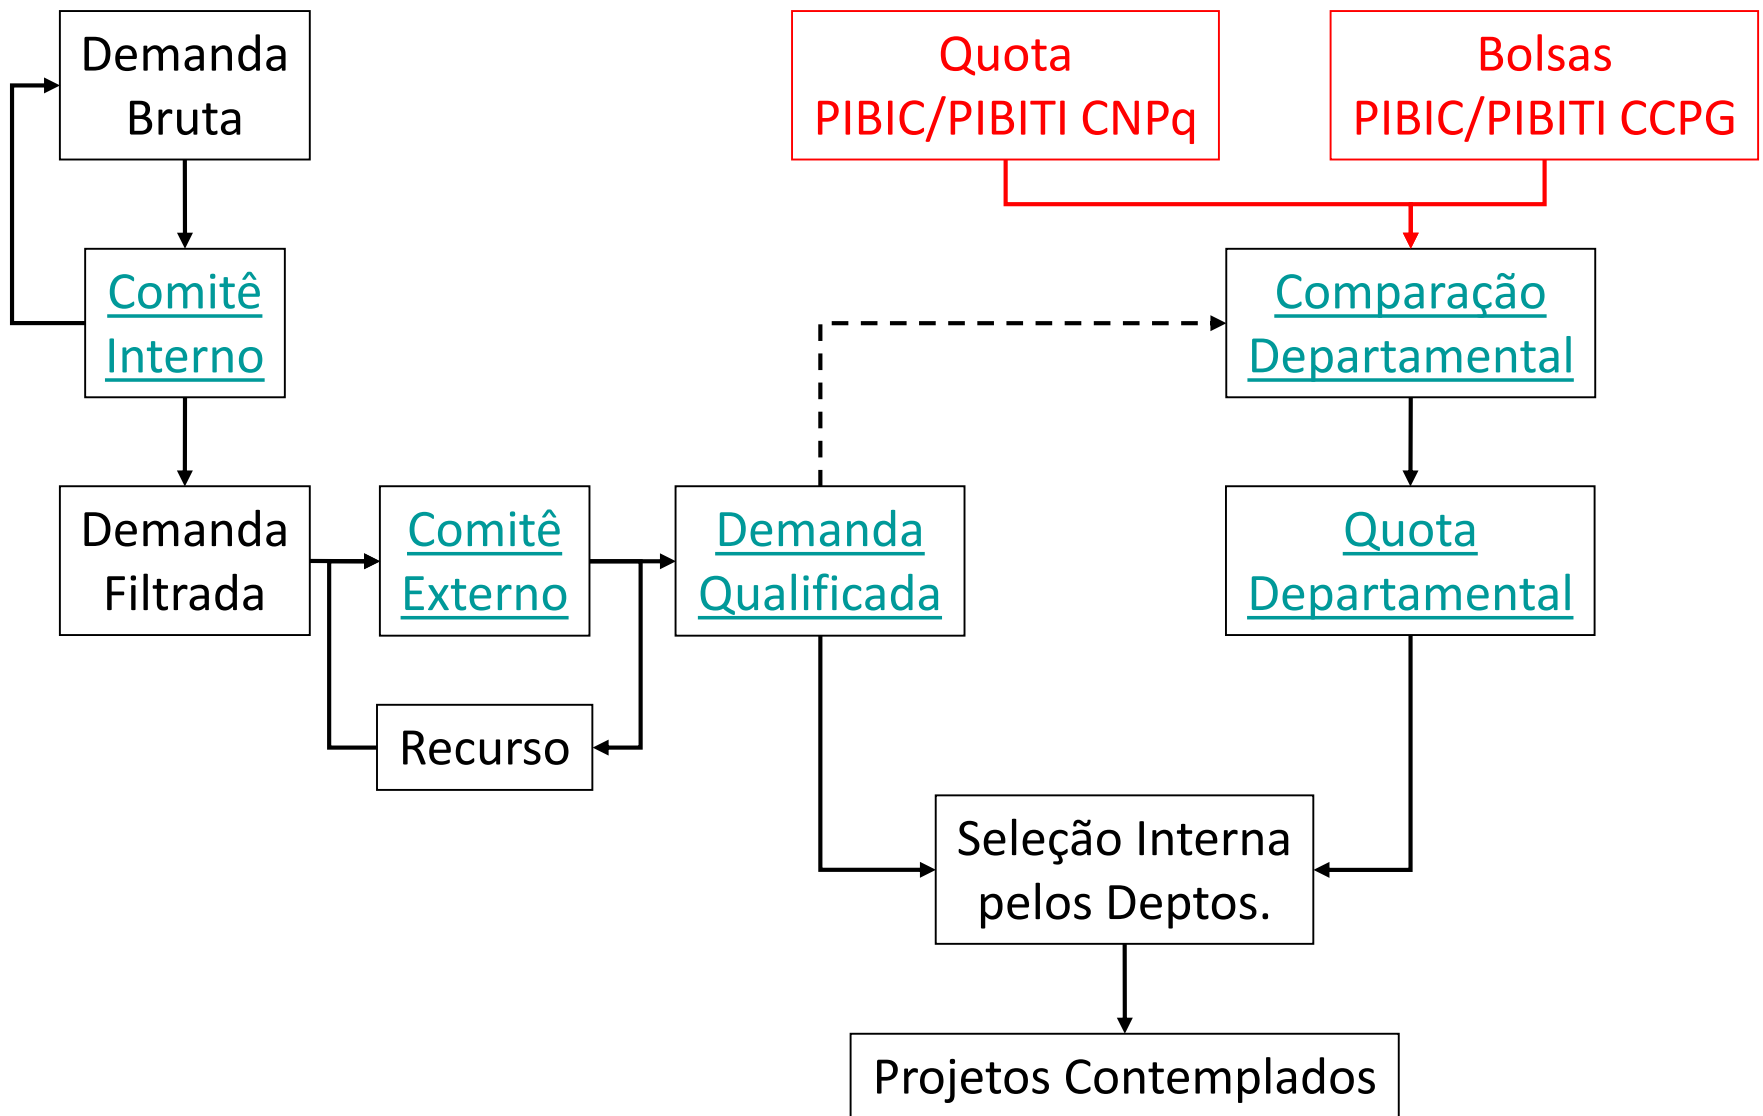 Demanda
Bruta
Quota
PIBIC/PIBITI CNPq
Bolsas
PIBIC/PIBITI CCPG
Comitê
Interno
Comparação
Departamental
Demanda
Filtrada
Comitê
Externo
Demanda
Qualificada
Quota
Departamental
Recurso
Seleção Interna
pelos Deptos.
Projetos Contemplados